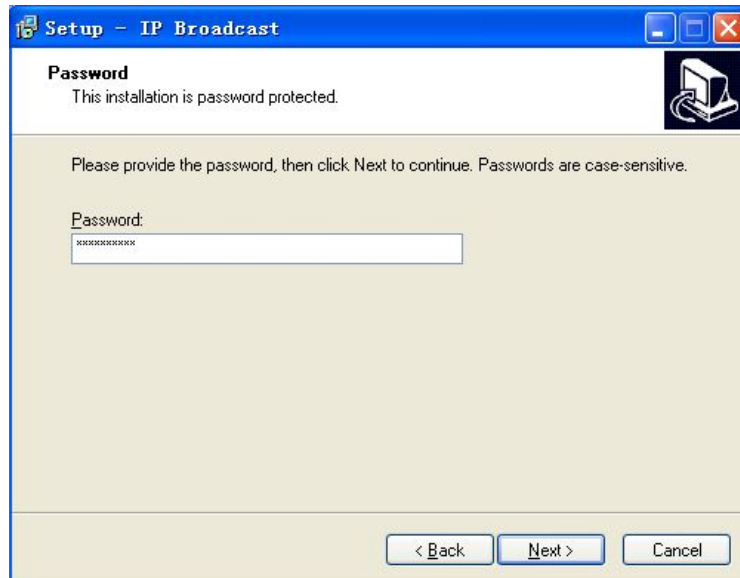 Setup - IP Broadcast
Password
This installation is password protected.
Please provide the password, then click Next to continue. Passwords are case-sensitive.
Password:
**********
< Back Next > Cancel